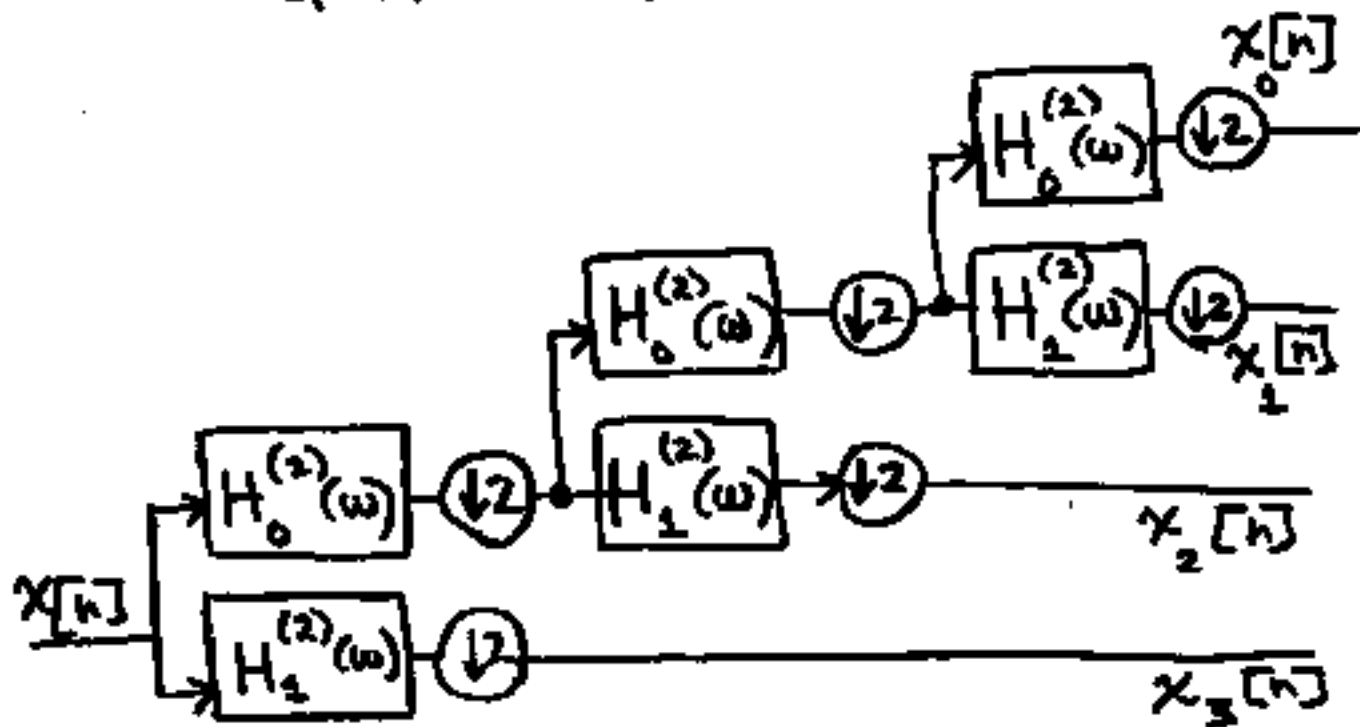 x₀[n]
H₀⁽²⁾(ω) ↓2
H₀⁽²⁾(ω) ↓2 H₁⁽²⁾(ω) ↓2
x₁[n]
H₀⁽²⁾(ω) ↓2 H₁⁽²⁾(ω) ↓2
x₂[n]
x[n]
H₁⁽²⁾(ω) ↓2
x₃[n]